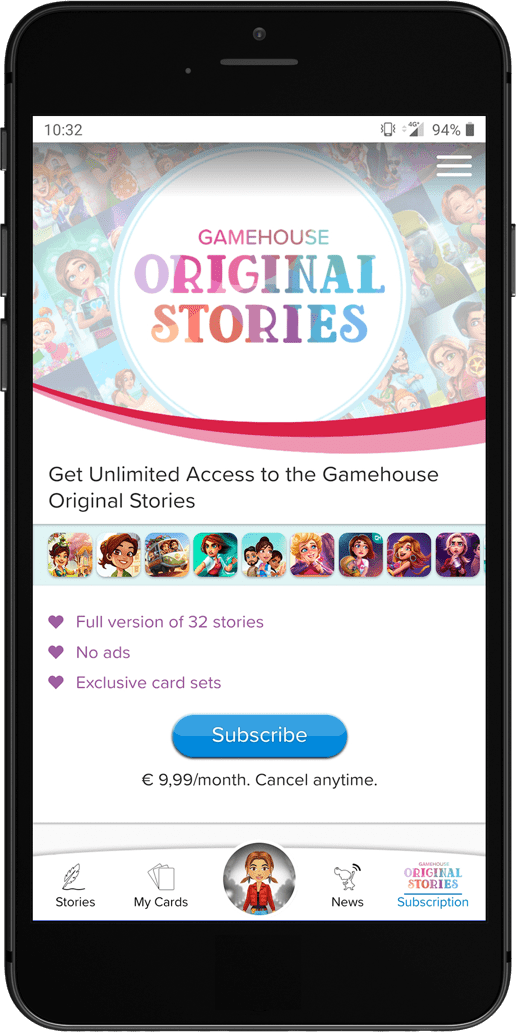 10:32
4G+
94%
GAMEHOUSE
ORIGINAL
STORIES
Get Unlimited Access to the Gamehouse
Original Stories
Full version of 32 stories
No ads
Exclusive card sets
Subscribe
€ 9,99/month. Cancel anytime.
GAMEHOUSE
ORIGINAL
STORIES
Stories
My Cards
News
Subscription